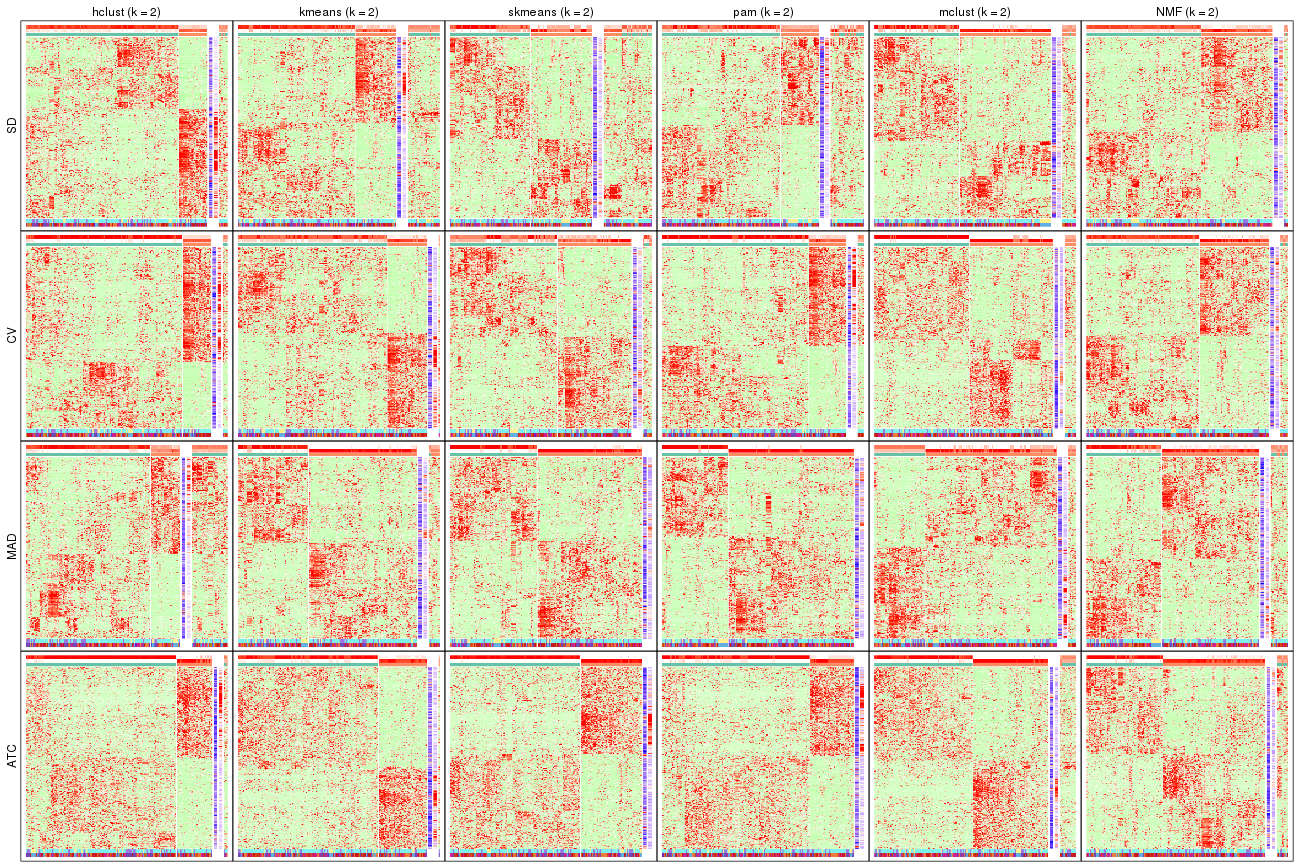 hclust (k = 2)
kmeans (k = 2)
skmeans (k = 2)
pam (k = 2)
mclust (k = 2)
NMF (k = 2)
SD
CV
MAD
ATC